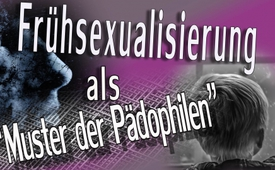 Frühsexualisierung
als
"Muster der Pädophilen"